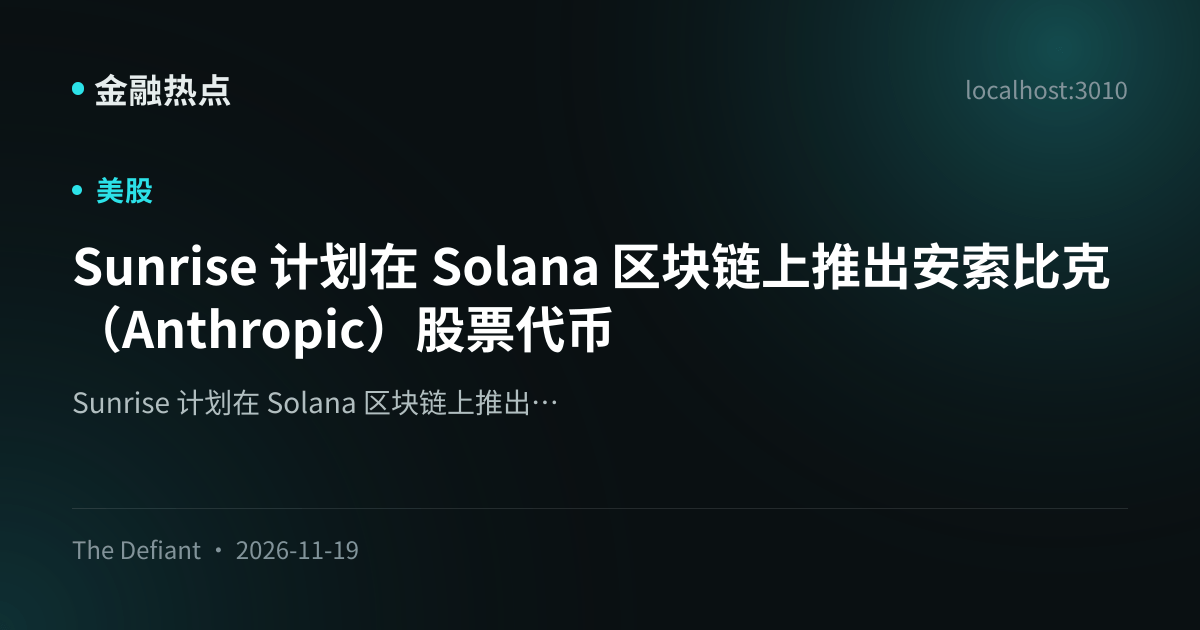 金融热点
localhost:3010
美股
Sunrise 计划在 Solana 区块链上推出安索比克
（Anthropic）股票代币
Sunrise 计划在 Solana 区块链上推出…
The Defiant · 2026-11-19